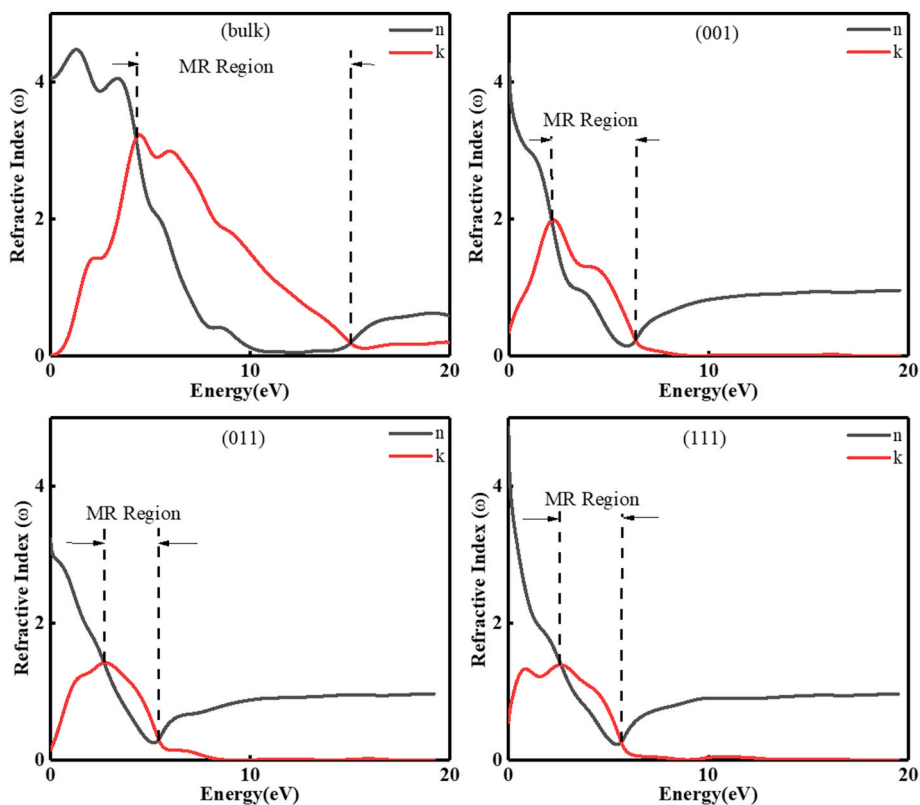 (bulk)
n
k
MR Region
4
2
0
Refractive Index (ω)
0
10
20
Energy(eV)
(001)
n
k
MR Region
4
2
0
Refractive Index (ω)
0
10
20
Energy(eV)
(011)
n
k
MR Region
4
2
0
Refractive Index (ω)
0
10
20
Energy(eV)
(111)
n
k
MR Region
4
2
0
Refractive Index (ω)
0
10
20
Energy(eV)